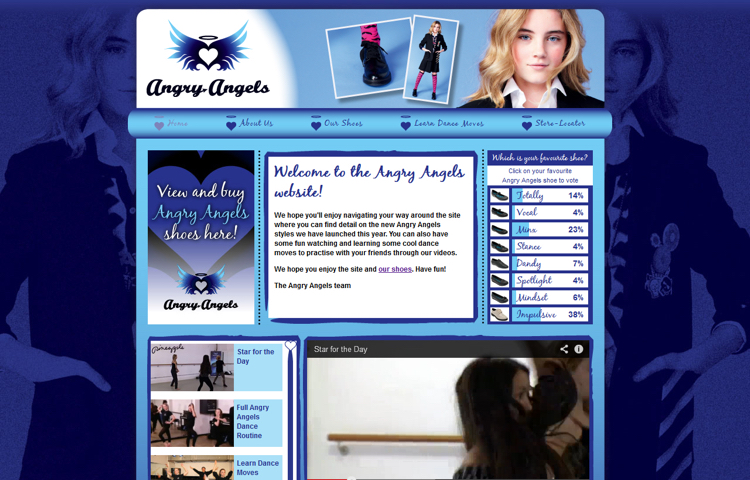 Angry Angels
Home
About Us
Our Shoes
Learn Dance Moves
Store-Locator
View and buy
Angry Angels
shoes here!
Angry Angels
Welcome to the Angry Angels
website!
We hope you'll enjoy navigating your way around the site
where you can find detail on the new Angry Angels
styles we have launched this year. You can also have
some fun watching and learning some cool dance
moves to practise with your friends through our videos.
We hope you enjoy the site and our shoes. Have fun!
The Angry Angels team
Which is your favourite shoe?
Click on your favourite
Angry Angels shoe to vote
Totally 14%
Vocal 4%
Minx 23%
Stance 4%
Dandy 7%
Spotlight 4%
Mindset 6%
Impulsive 38%
Pineapple
Star for the
Day
Full Angry
Angels
Dance
Routine
Learn Dance
Moves
Star for the Day